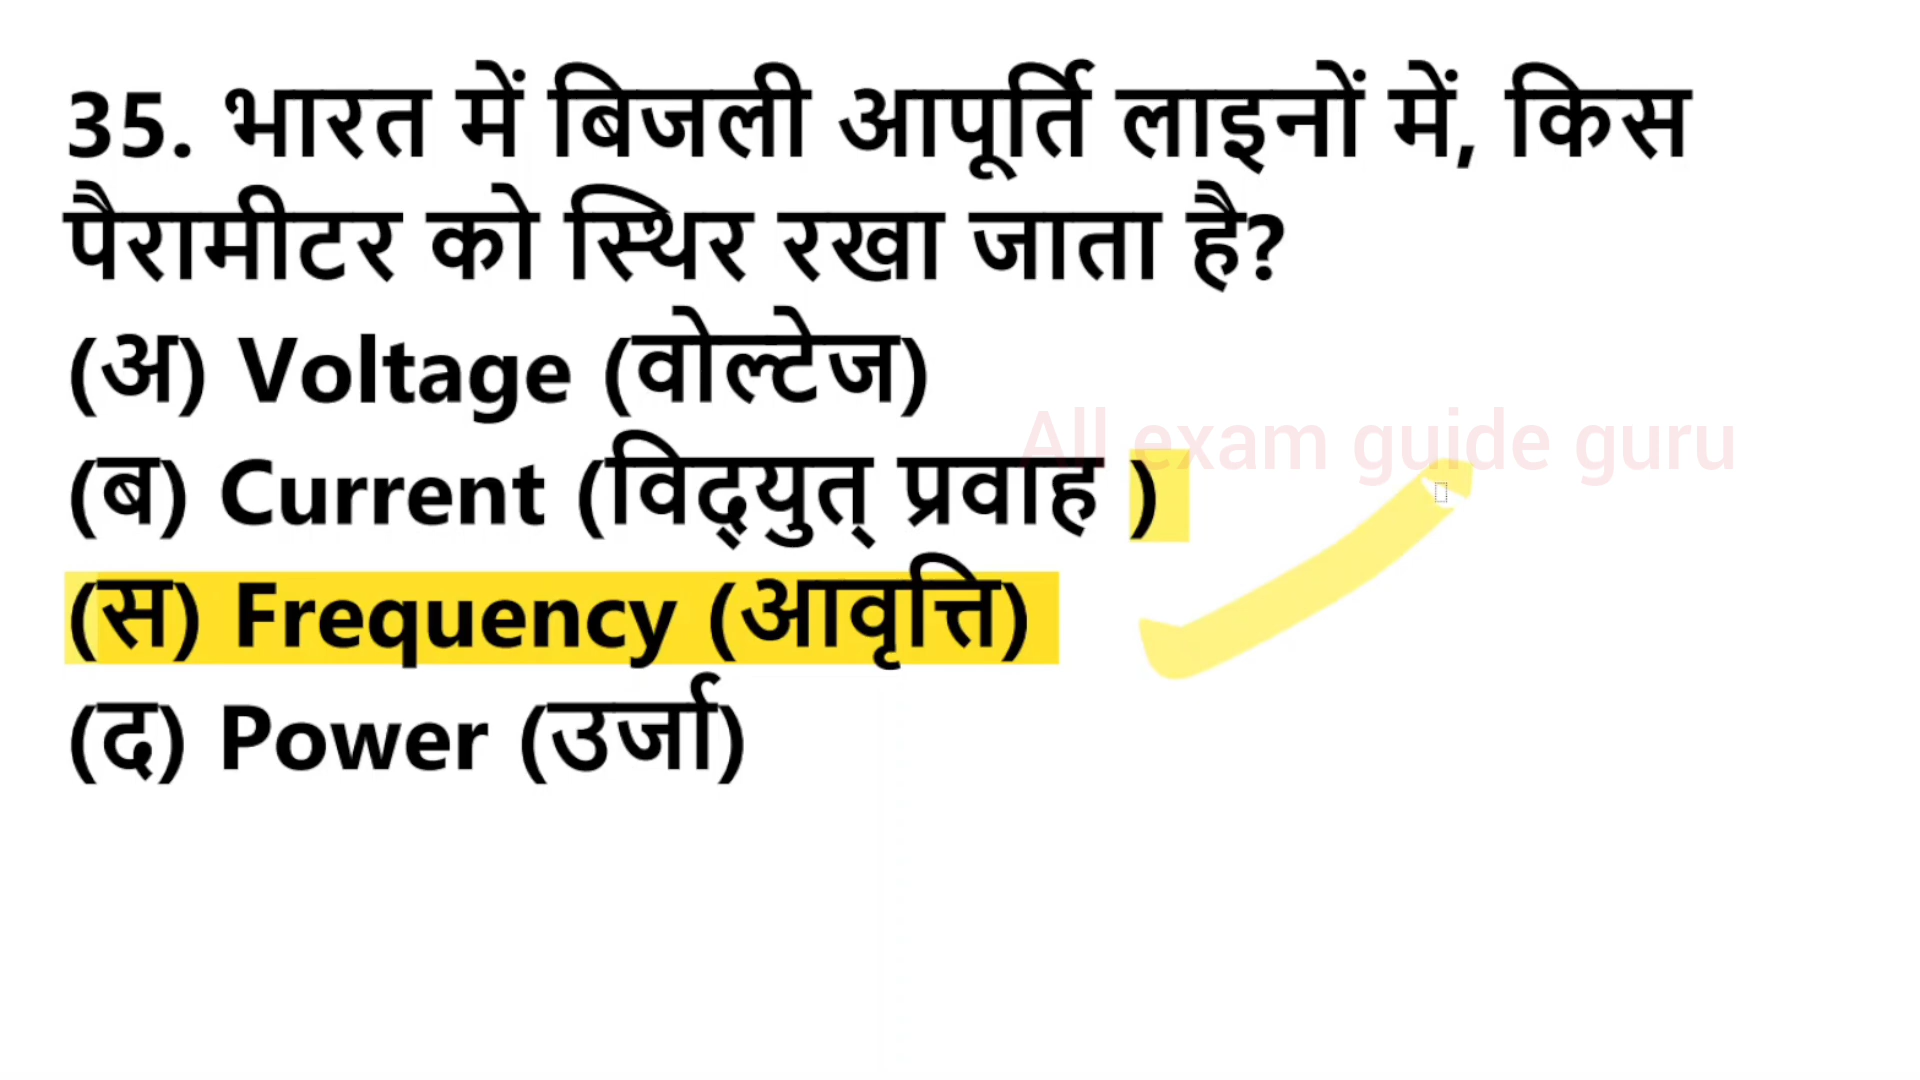 35. भारत में बिजली आपूर्ति लाइनों में, किस
पैरामीटर को स्थिर रखा जाता है?
(अ) Voltage (वोल्टेज)
All exam guide guru
(ब) Current (विद्युत् प्रवाह )
(स) Frequency (आवृत्ति)
(द) Power (उर्जा)